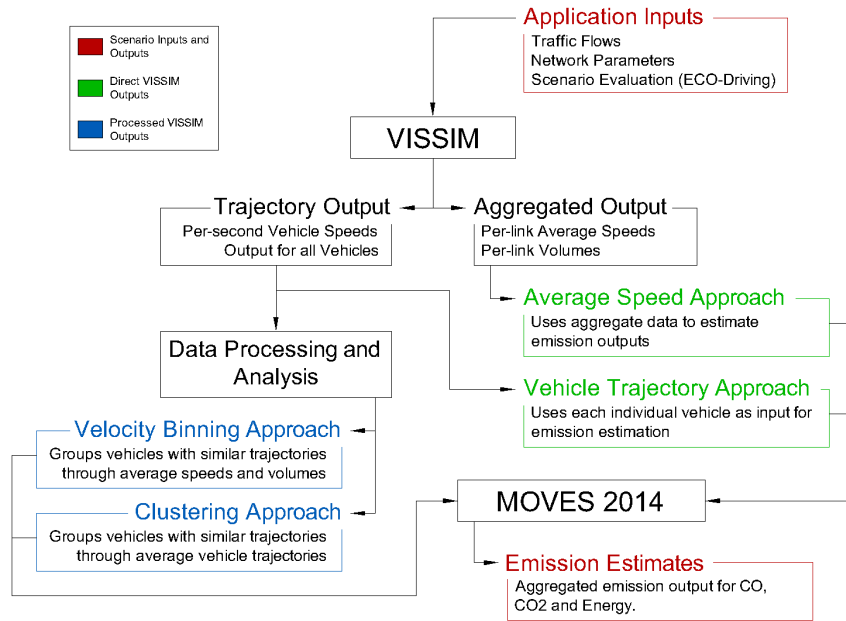 Application Inputs
Traffic Flows
Network Parameters
Scenario Evaluation (ECO-Driving)
Scenario Inputs and
Outputs
Direct VISSIM
Outputs
Processed VISSIM
Outputs
VISSIM
Trajectory Output
Per-second Vehicle Speeds
Output for all Vehicles
Aggregated Output
Per-link Average Speeds
Per-link Volumes
Average Speed Approach
Uses aggregate data to estimate
emission outputs
Data Processing and
Analysis
Vehicle Trajectory Approach
Uses each individual vehicle as input for
emission estimation
Velocity Binning Approach
Groups vehicles with similar trajectories
through average speeds and volumes
Clustering Approach
Groups vehicles with similar trajectories
through average vehicle trajectories
MOVES 2014
Emission Estimates
Aggregated emission output for CO,
CO2 and Energy.